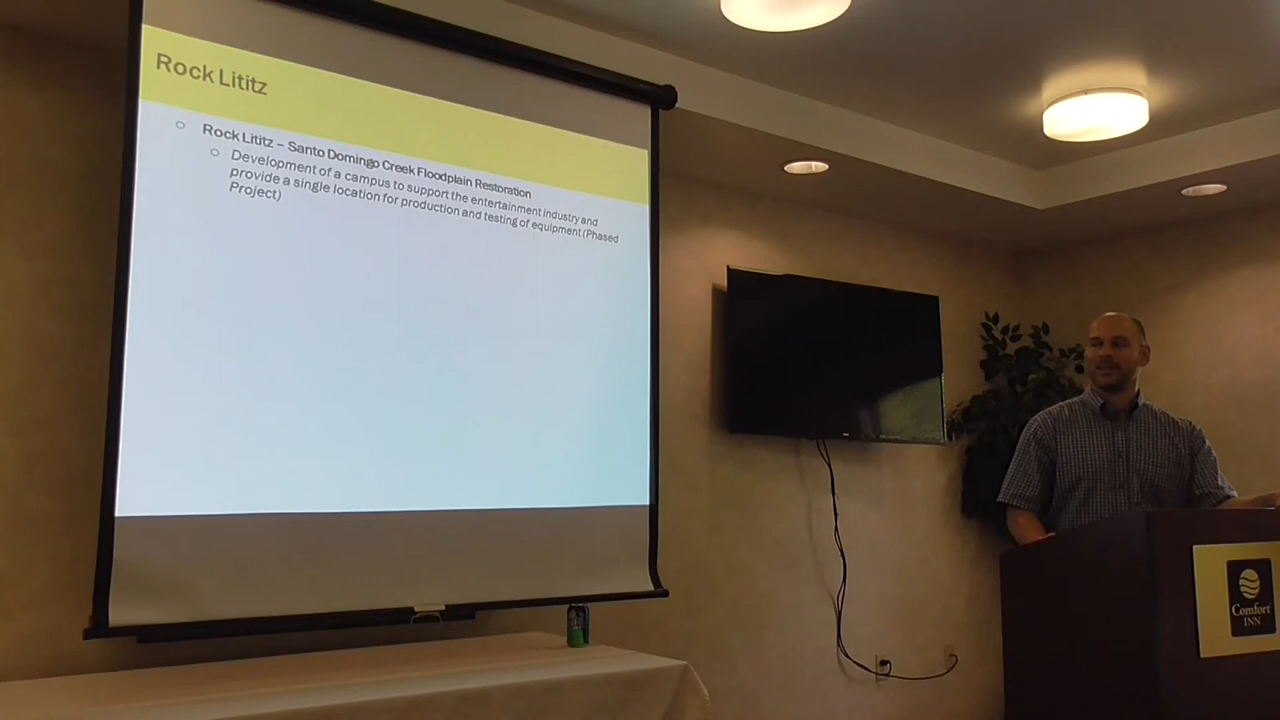 Rock Lititz
Rock Lititz – Santo Domingo Creek Floodplain Restoration
Development of a campus to support the entertainment industry and
provide a single location for production and testing of equipment (Phased
Project)
Comfort
INN